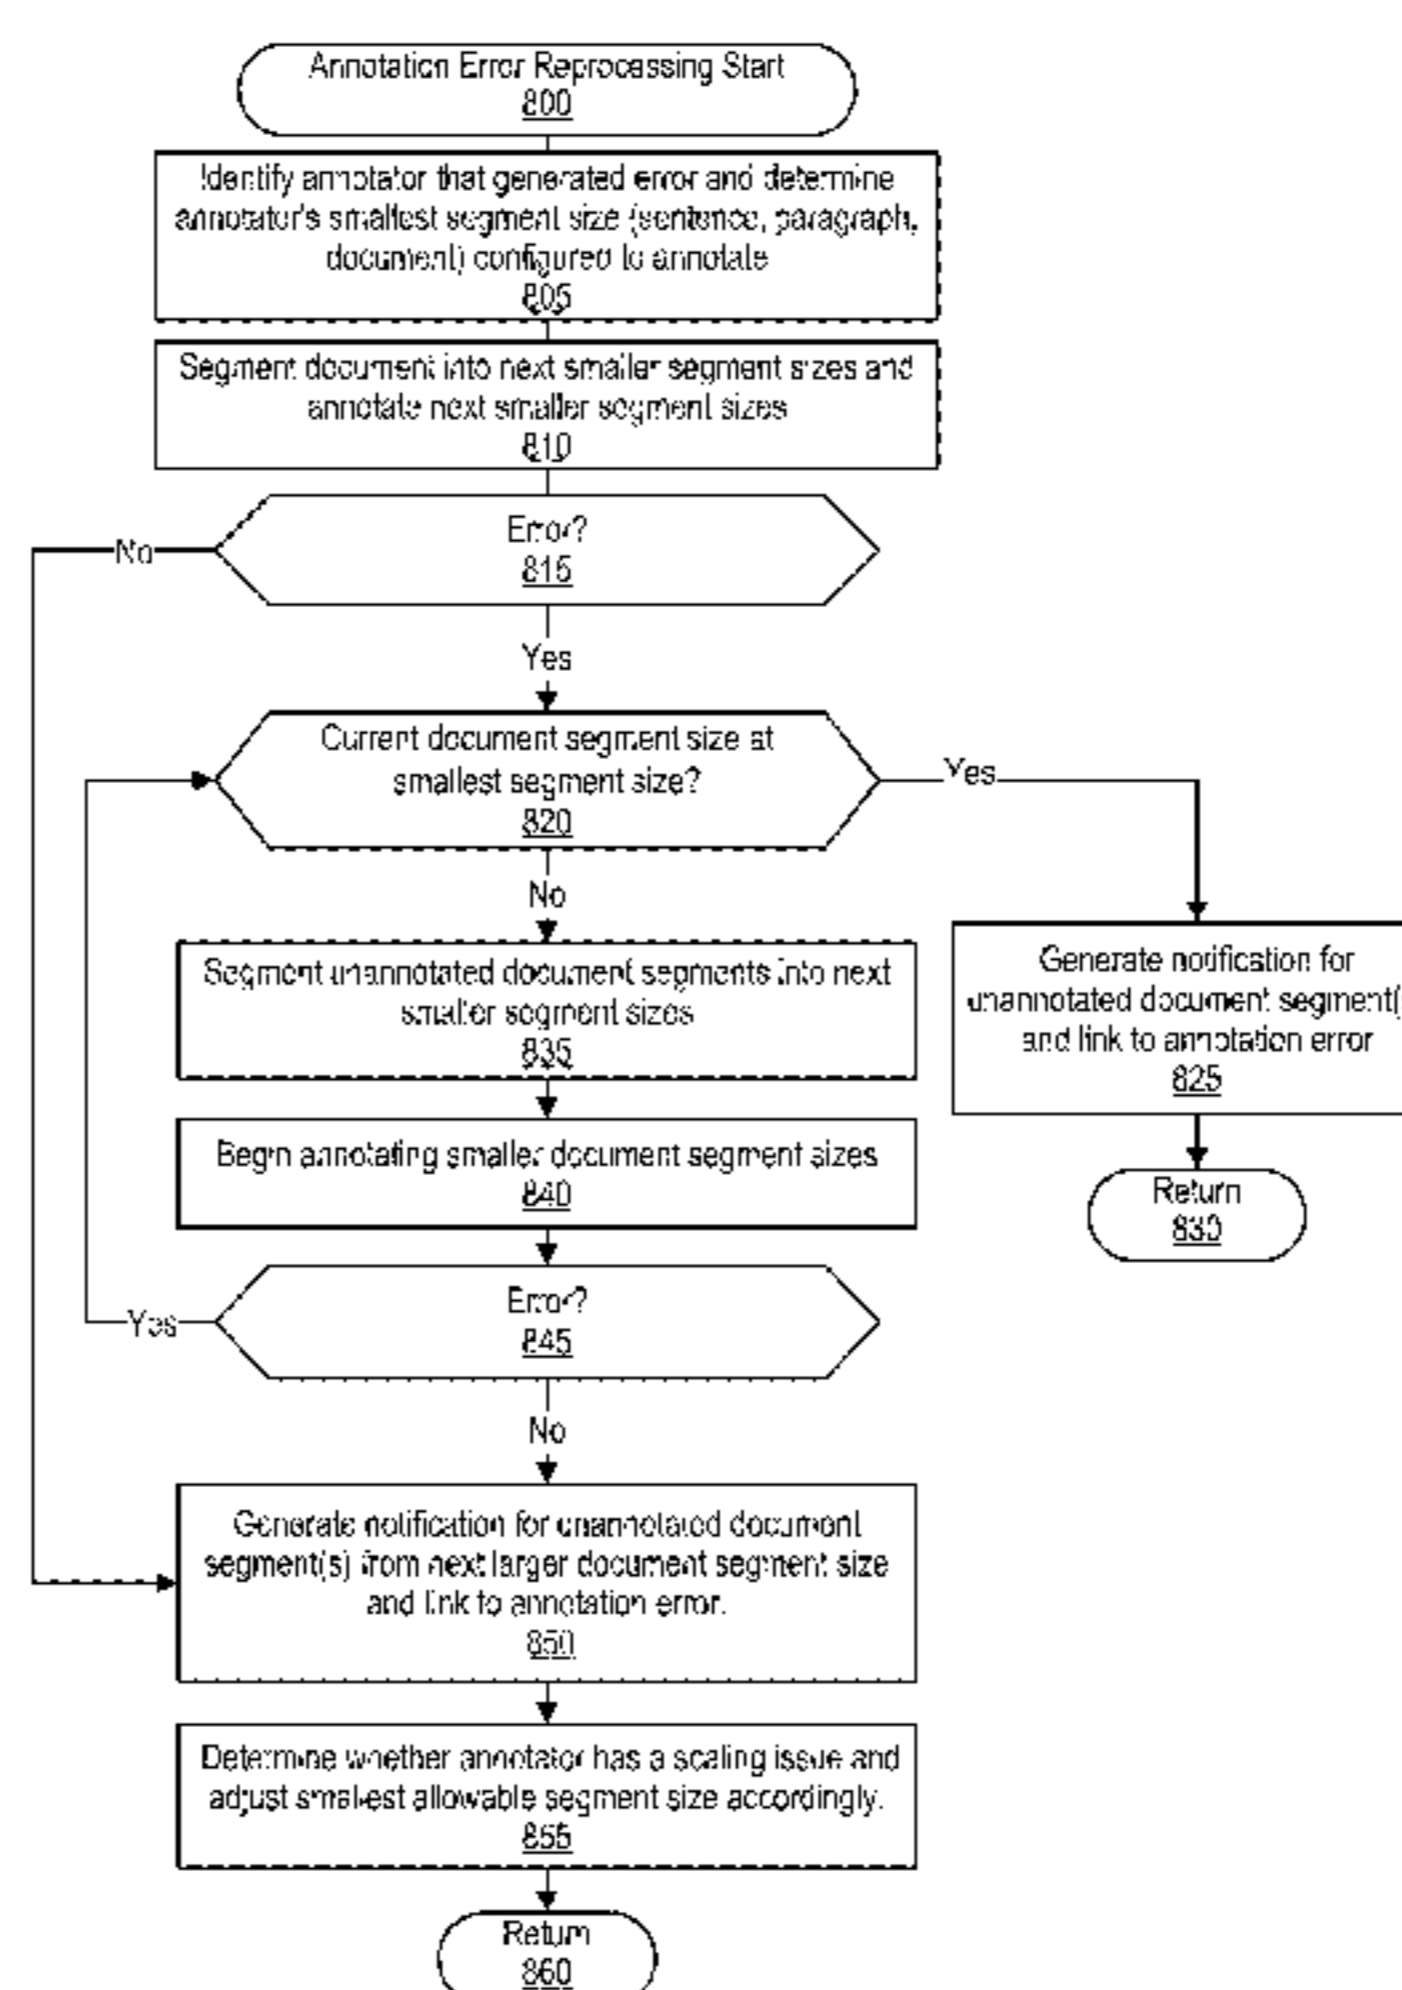 Annotation Error Reprocessing Start
800
Identify annotator that generated error and determine
annotator's smallest segment size (sentence, paragraph,
document) configured to annotate
805
Segment document into next smaller segment sizes and
annotate next smaller segment sizes
810
Error?
815
No
Yes
Current document segment size at
smallest segment size?
820
Yes
No
Segment unannotated document segments into next
smaller segment sizes
835
Generate notification for
unannotated document segment(
and link to annotation error
825
Begin annotating smaller document segment sizes
840
Return
830
Error?
845
Yes
No
Generate notification for unannotated document
segment(s) from next larger document segment size
and link to annotation error.
850
Determine whether annotator has a scaling issue and
adjust smallest allowable segment size accordingly.
855
Return
860